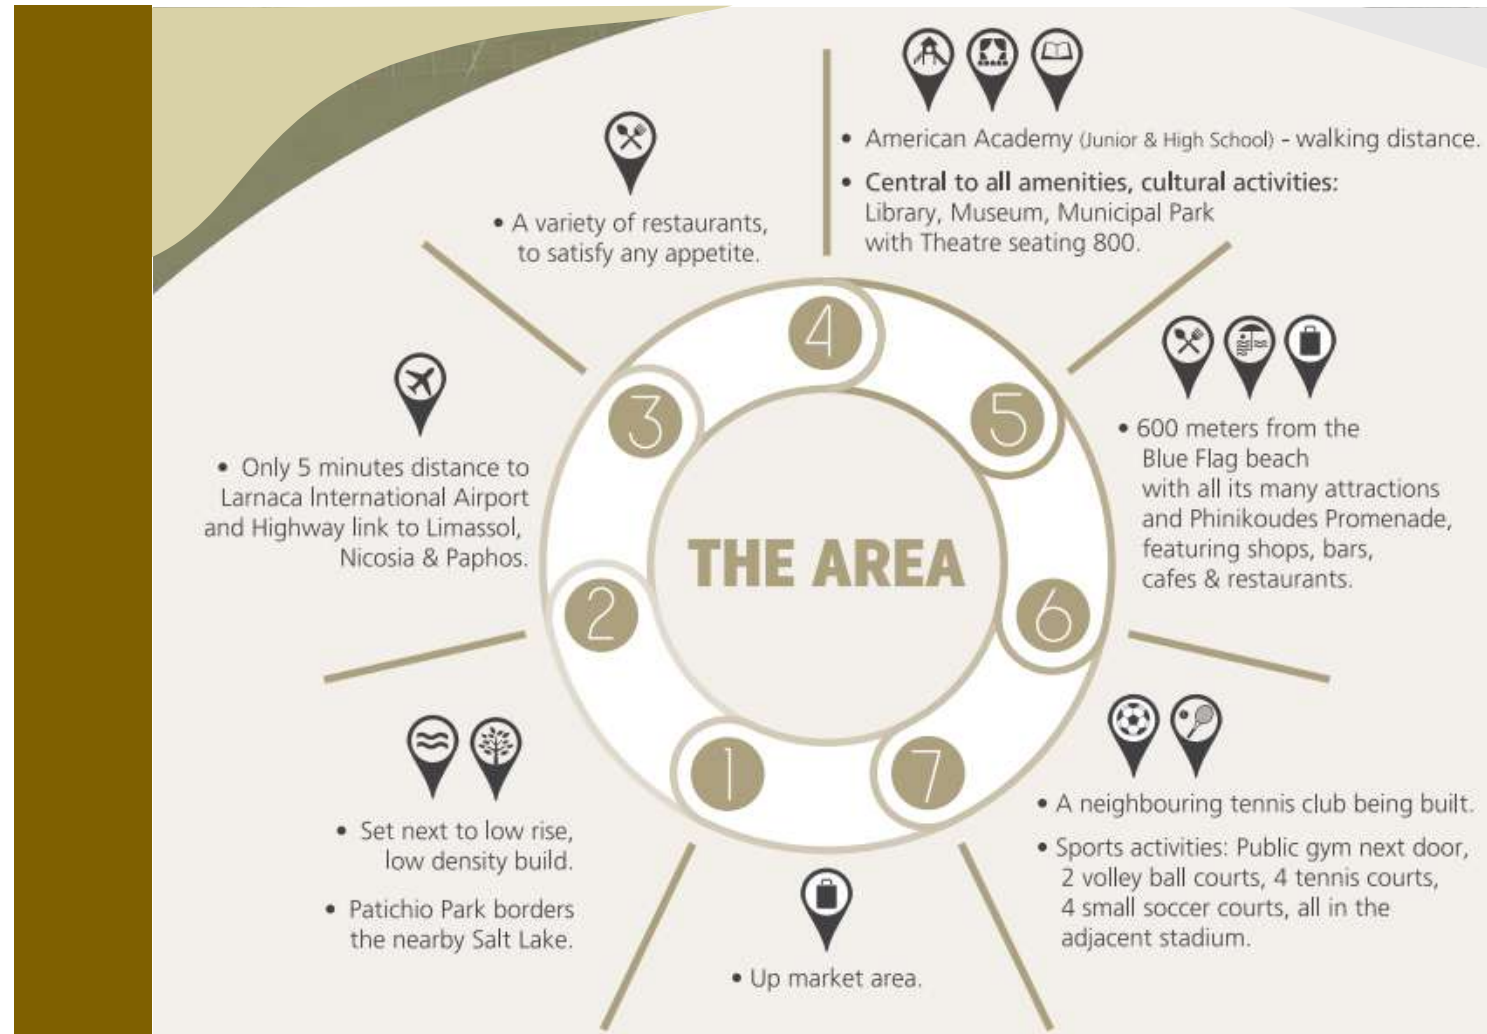 • American Academy (Junior & High School) - walking distance.
• Central to all amenities, cultural activities:
Library, Museum, Municipal Park
with Theatre seating 800.
• A variety of restaurants,
to satisfy any appetite.
• Only 5 minutes distance to
Larnaca International Airport
and Highway link to Limassol,
Nicosia & Paphos.
• 600 meters from the
Blue Flag beach
with all its many attractions
and Phinikoudes Promenade,
featuring shops, bars,
cafes & restaurants.
4
3
5
THE AREA
2
6
1
7
• Set next to low rise,
low density build.
• Patichio Park borders
the nearby Salt Lake.
• Up market area.
• A neighbouring tennis club being built.
• Sports activities: Public gym next door,
2 volley ball courts, 4 tennis courts,
4 small soccer courts, all in the
adjacent stadium.